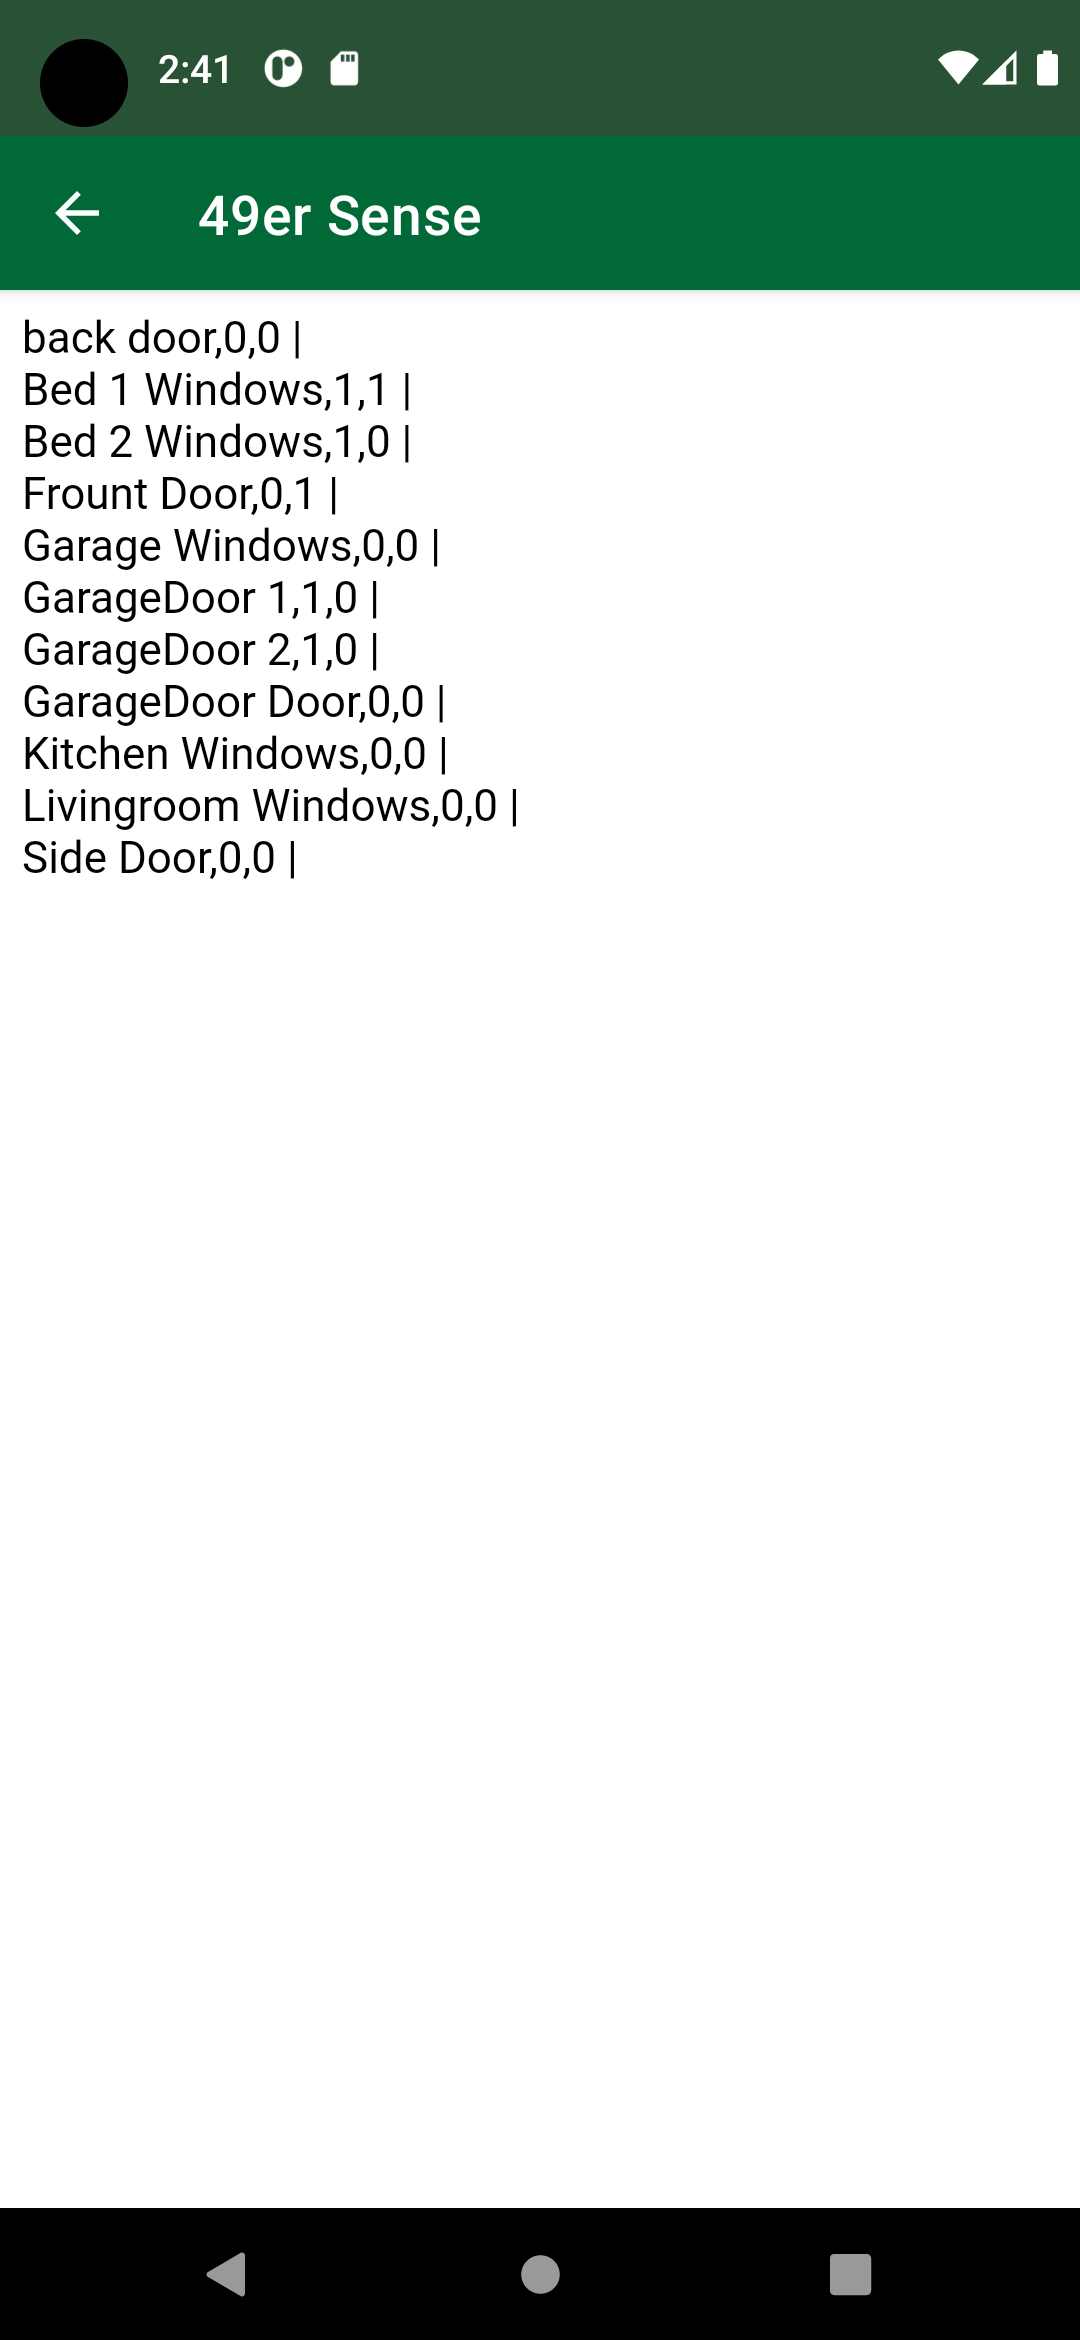 2:41
49er Sense
back door,0,0 |
Bed 1 Windows,1,1 |
Bed 2 Windows,1,0 |
Frount Door,0,1 |
Garage Windows,0,0 |
GarageDoor 1,1,0 |
GarageDoor 2,1,0 |
GarageDoor Door,0,0 |
Kitchen Windows,0,0 |
Livingroom Windows,0,0 |
Side Door,0,0 |